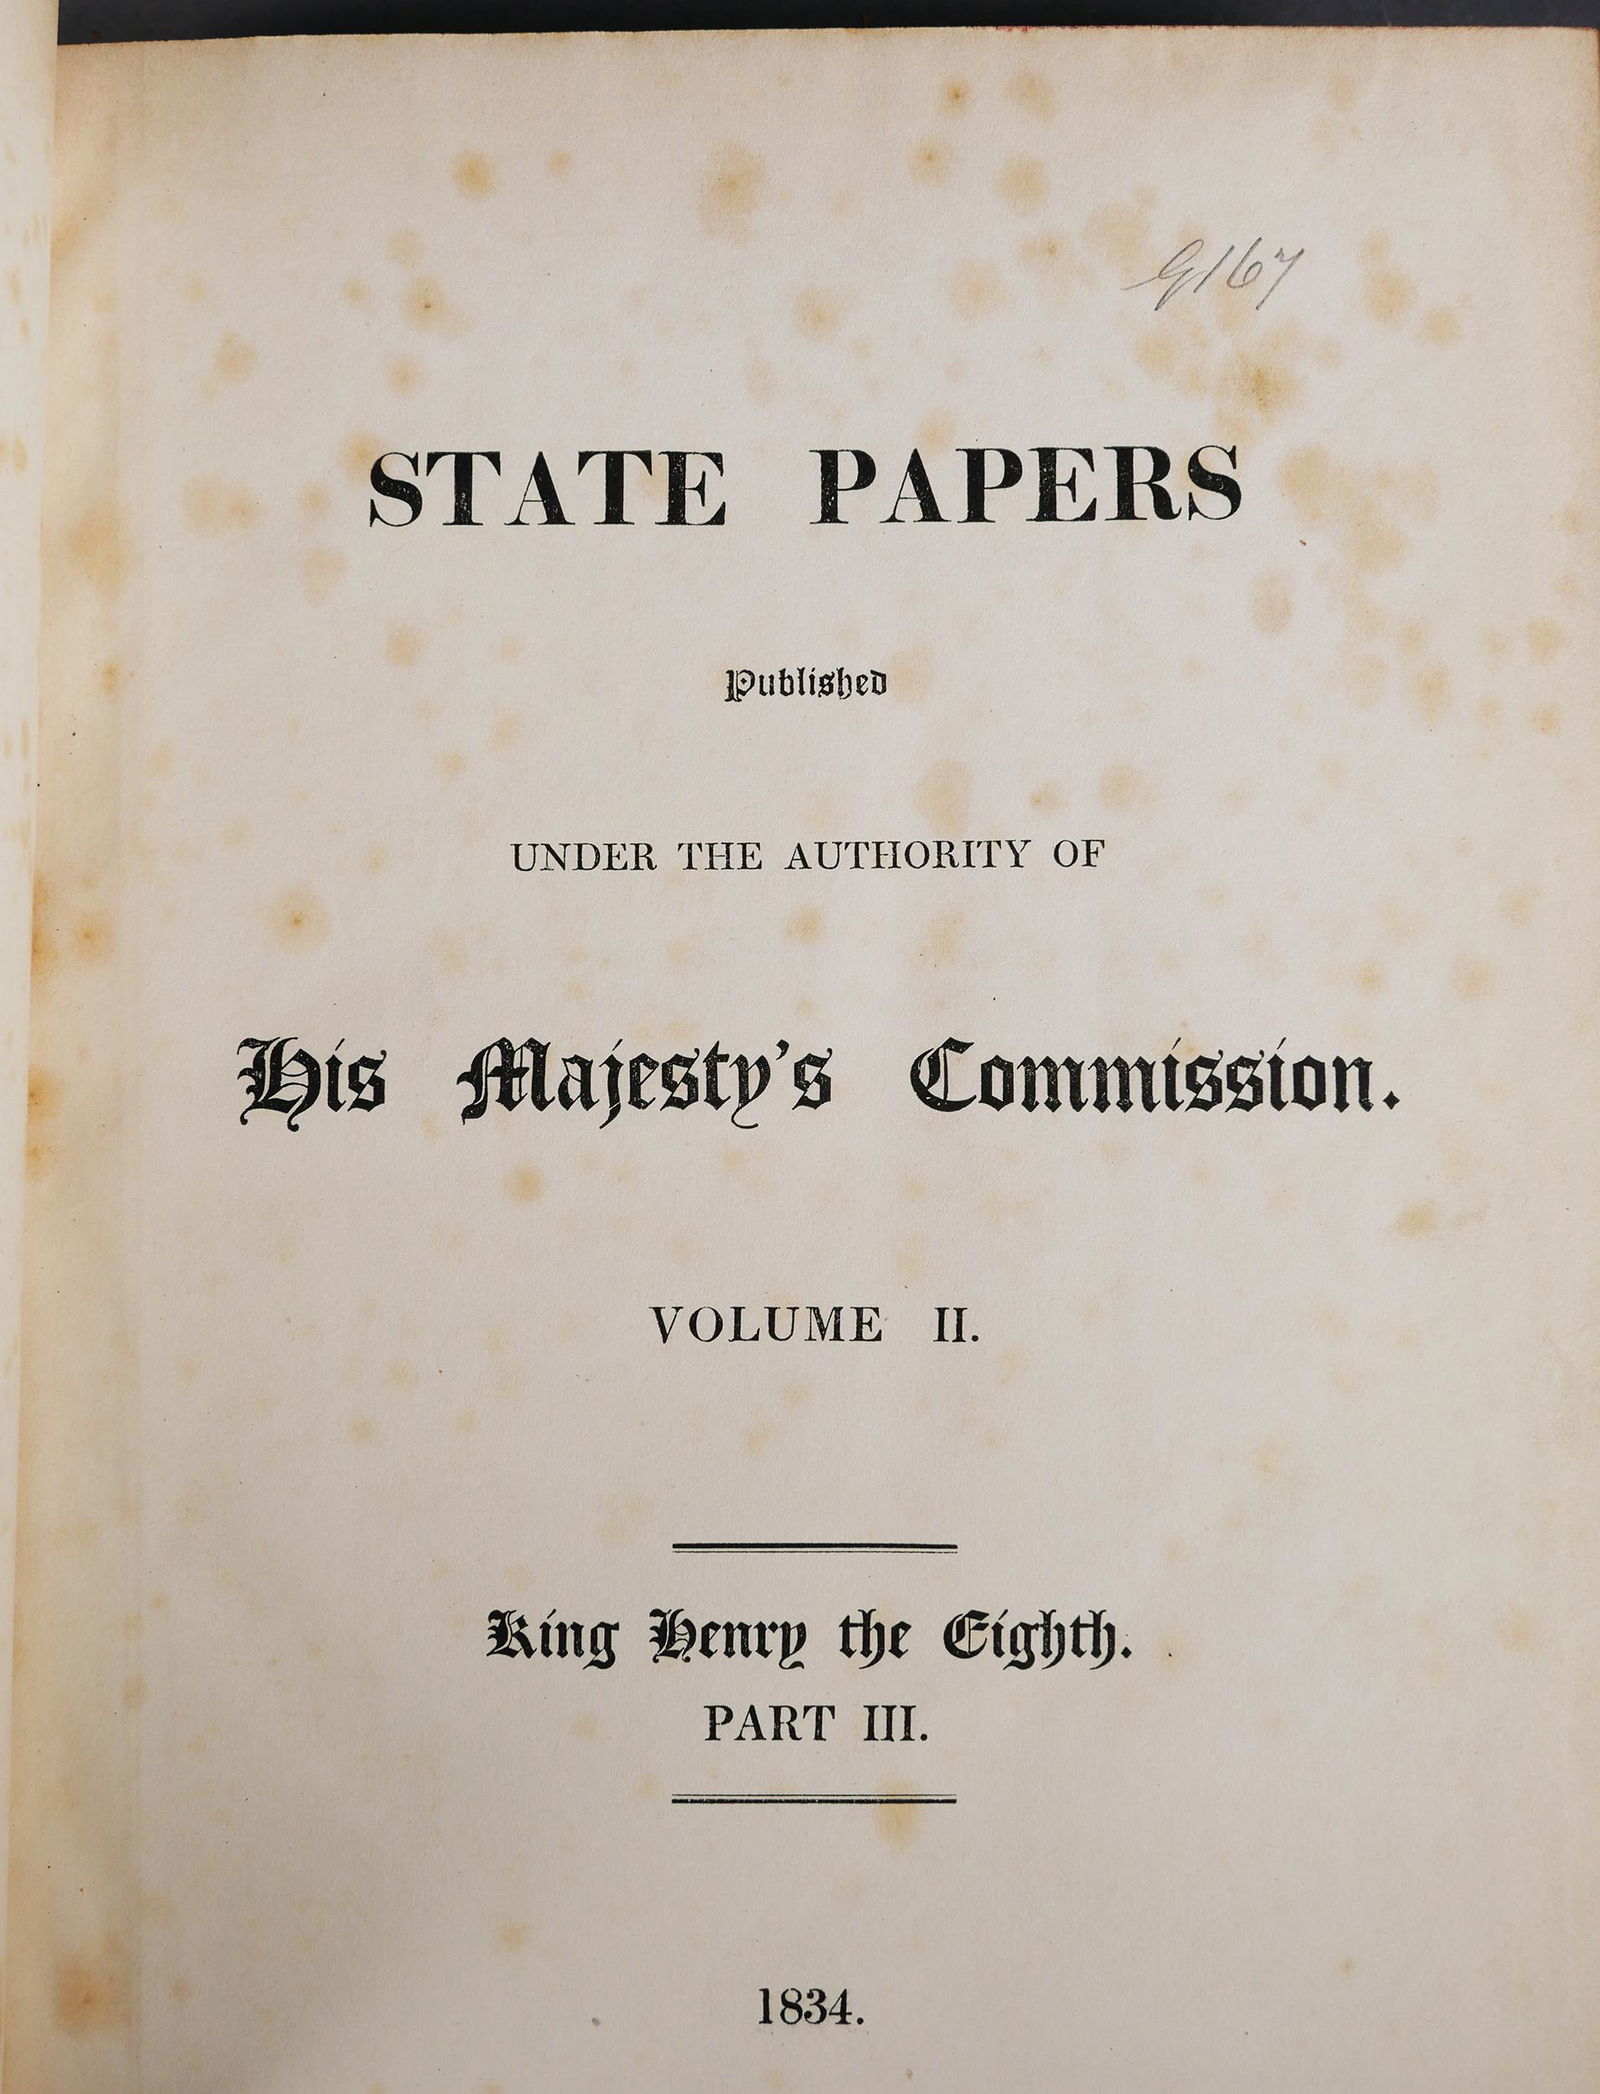 G167
STATE PAPERS
Published
UNDER THE AUTHORITY OF
His Majesty's Commission.
VOLUME II.
King Henry the Eighth.
PART III.
1834.